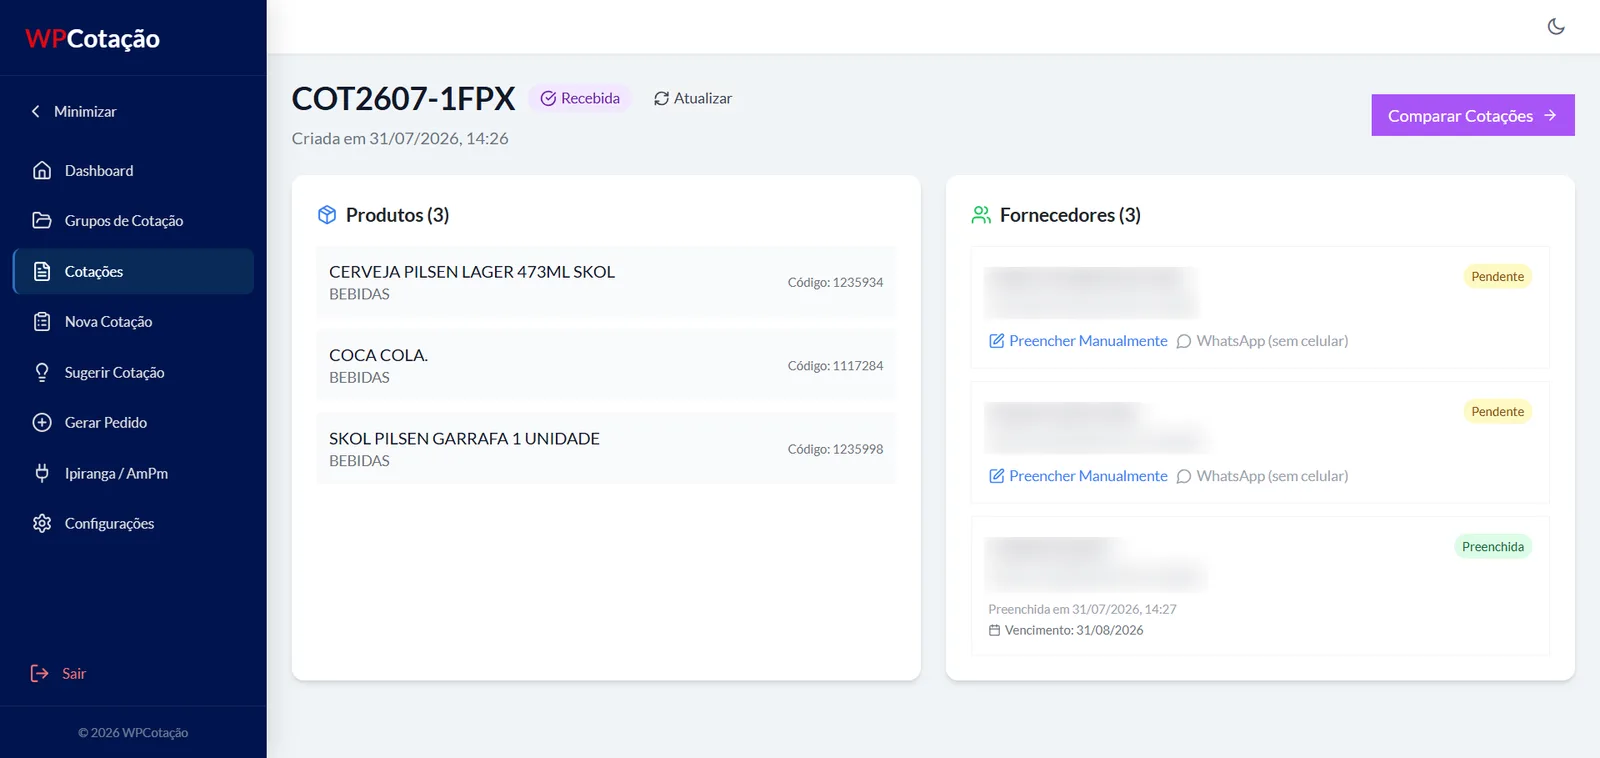 WPCotação
Minimizar
Dashboard
Grupos de Cotação
Cotações
Nova Cotação
Sugerir Cotação
Gerar Pedido
Ipiranga / AmPm
Configurações
Sair
© 2026 WPCotação
COT2607-1FPX
Recebida
Atualizar
Criada em 31/07/2026, 14:26
Comparar Cotações
Produtos (3)
CERVEJA PILSEN LAGER 473ML SKOL
BEBIDAS
Código: 1235934
COCA COLA.
BEBIDAS
Código: 1117284
SKOL PILSEN GARRAFA 1 UNIDADE
BEBIDAS
Código: 1235998
Fornecedores (3)
Pendente
Preencher Manualmente WhatsApp (sem celular)
Pendente
Preencher Manualmente WhatsApp (sem celular)
Preenchida
Preenchida em 31/07/2026, 14:27
Vencimento: 31/08/2026